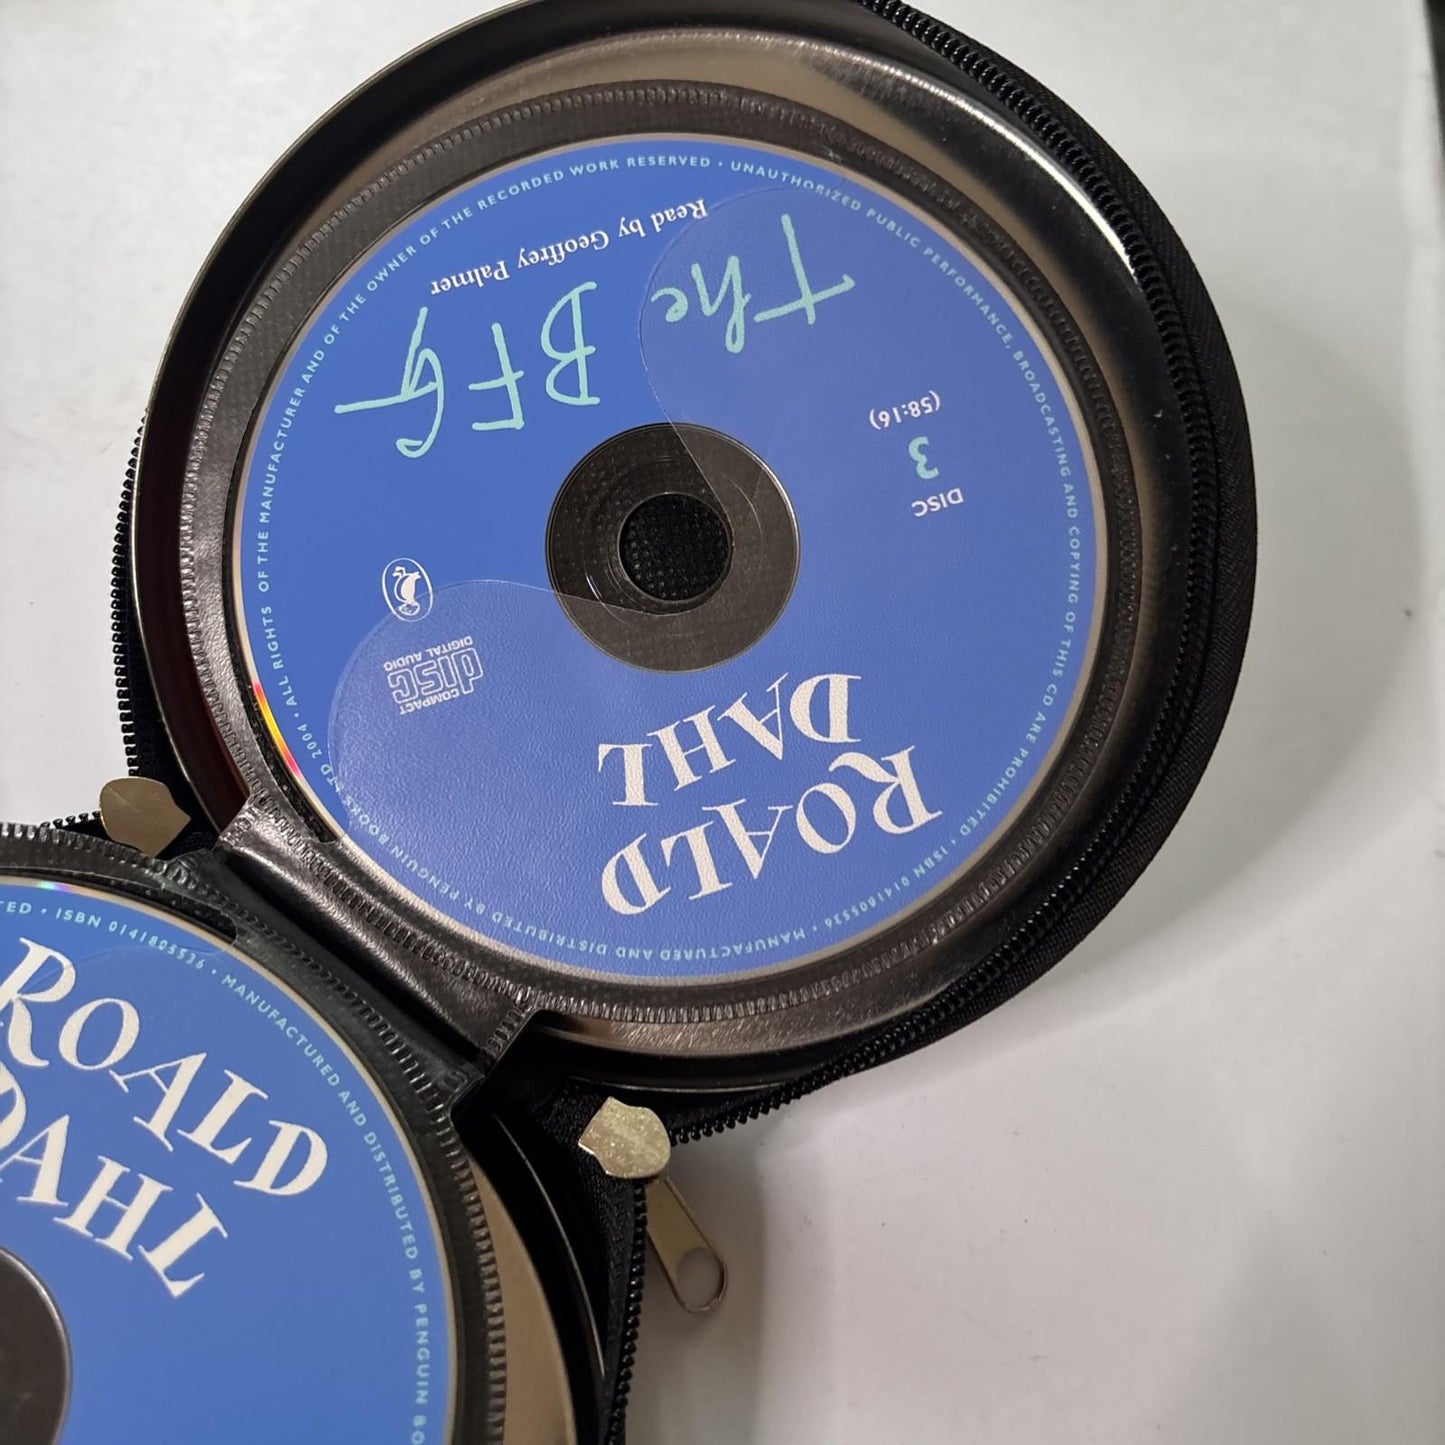 ROALD
DAHL
DISC
3
(58:16)
The BFG
Read by Geoffrey Palmer
COMPACT
disc
DIGITAL AUDIO
MANUFACTURED AND DISTRIBUTED BY PENGUIN BOOKS LTD 2004 • ALL RIGHTS OF THE MANUFACTURER AND OF THE OWNER OF THE RECORDED WORK RESERVED • UNAUTHORIZED PUBLIC PERFORMANCE, BROADCASTING AND COPYING OF THIS CD ARE PROHIBITED • ISBN 0141805536 •
ROALD
DAHL
TED • ISBN 0141805536 • MANUFACTURED AND DISTRIBUTED BY PENGUIN BO